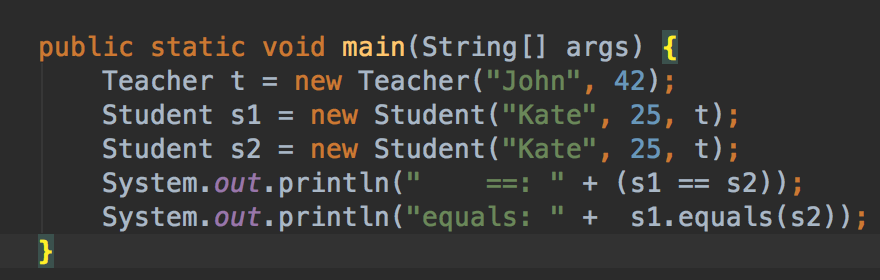 public static void main(String[] args) {
    Teacher t = new Teacher("John", 42);
    Student s1 = new Student("Kate", 25, t);
    Student s2 = new Student("Kate", 25, t);
    System.out.println("    ==: " + (s1 == s2));
    System.out.println("equals: " +  s1.equals(s2));
}